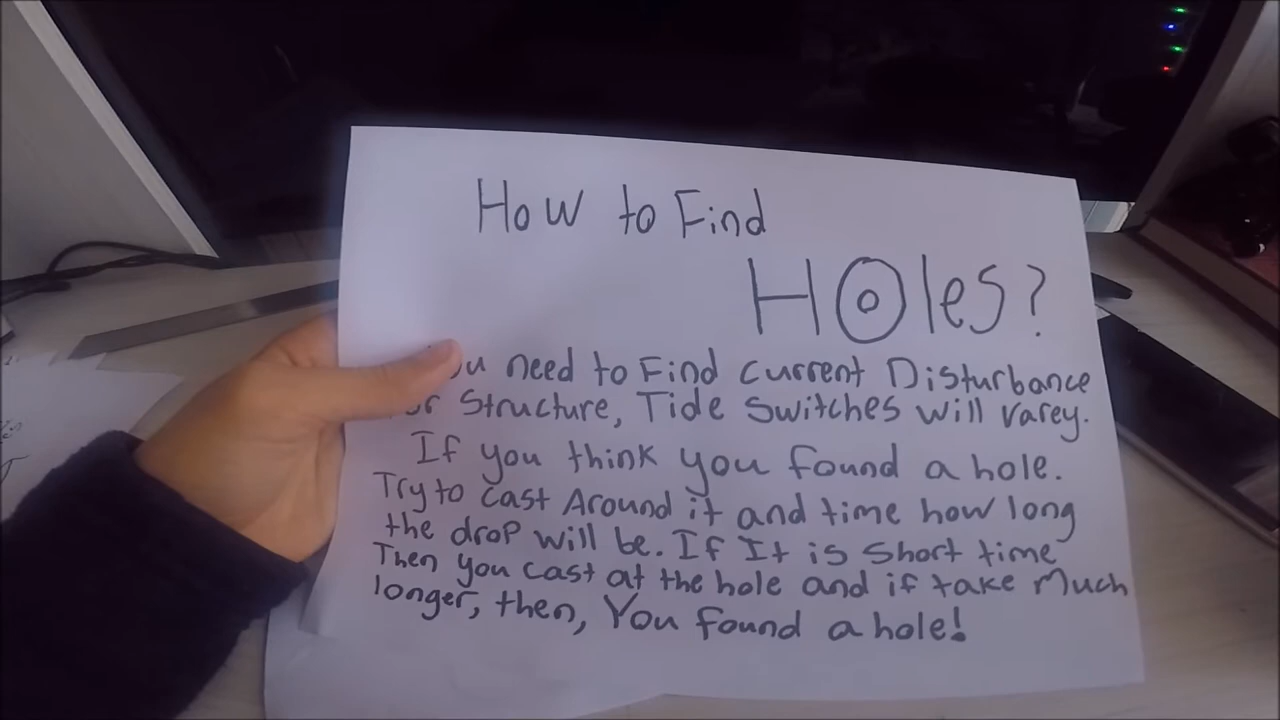 How to Find
Holes?
need to Find Current Disturbance
Structure, Tide Switches will varey.
If you think you found a hole.
Try to cast Around it and time how long
the drop will be. If It is Short time
Then you cast at the hole and if take Much
longer, then, You found a hole!